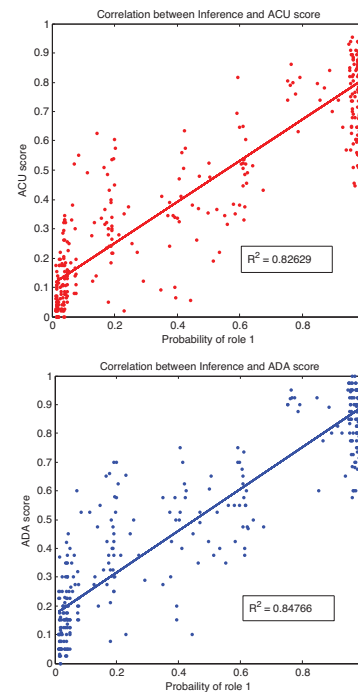 Correlation between Inference and ACU score
1
0.9
0.8
0.7
0.6
0.5
0.4
0.3
0.2
0.1
0
ACU score
R² = 0.82629
0 0.2 0.4 0.6 0.8
Probability of role 1
Correlation between Inference and ADA score
1
0.9
0.8
0.7
0.6
0.5
0.4
0.3
0.2
0.1
0
ADA score
R² = 0.84766
0 0.2 0.4 0.6 0.8
Probaility of role 1